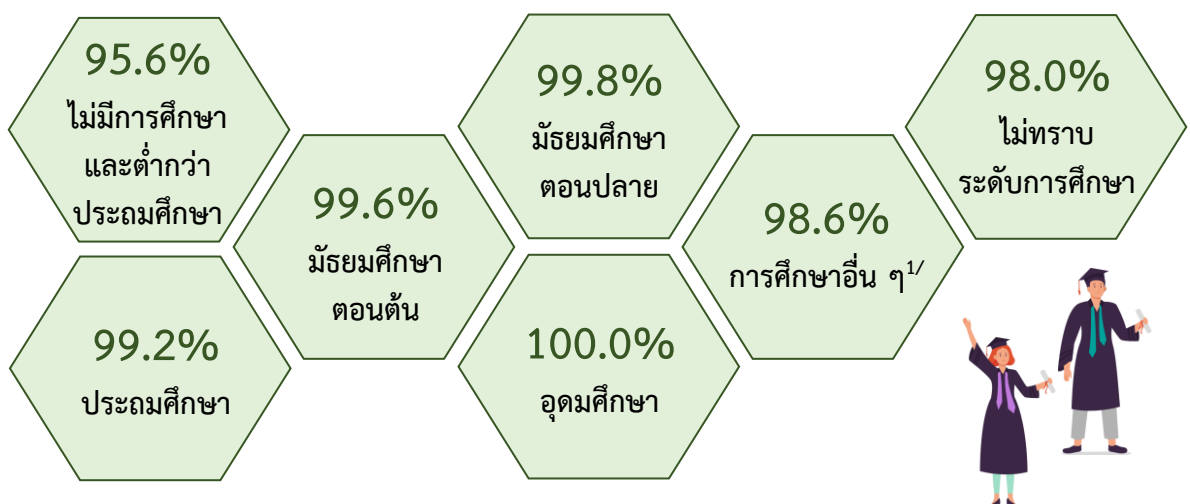 95.6%
ไม่มีการศึกษา
และต่ำกว่า
ประถมศึกษา
99.2%
ประถมศึกษา
99.6%
มัธยมศึกษา
ตอนต้น
99.8%
มัธยมศึกษา
ตอนปลาย
100.0%
อุดมศึกษา
98.6%
การศึกษาอื่น ๆ1/
98.0%
ไม่ทราบ
ระดับการศึกษา